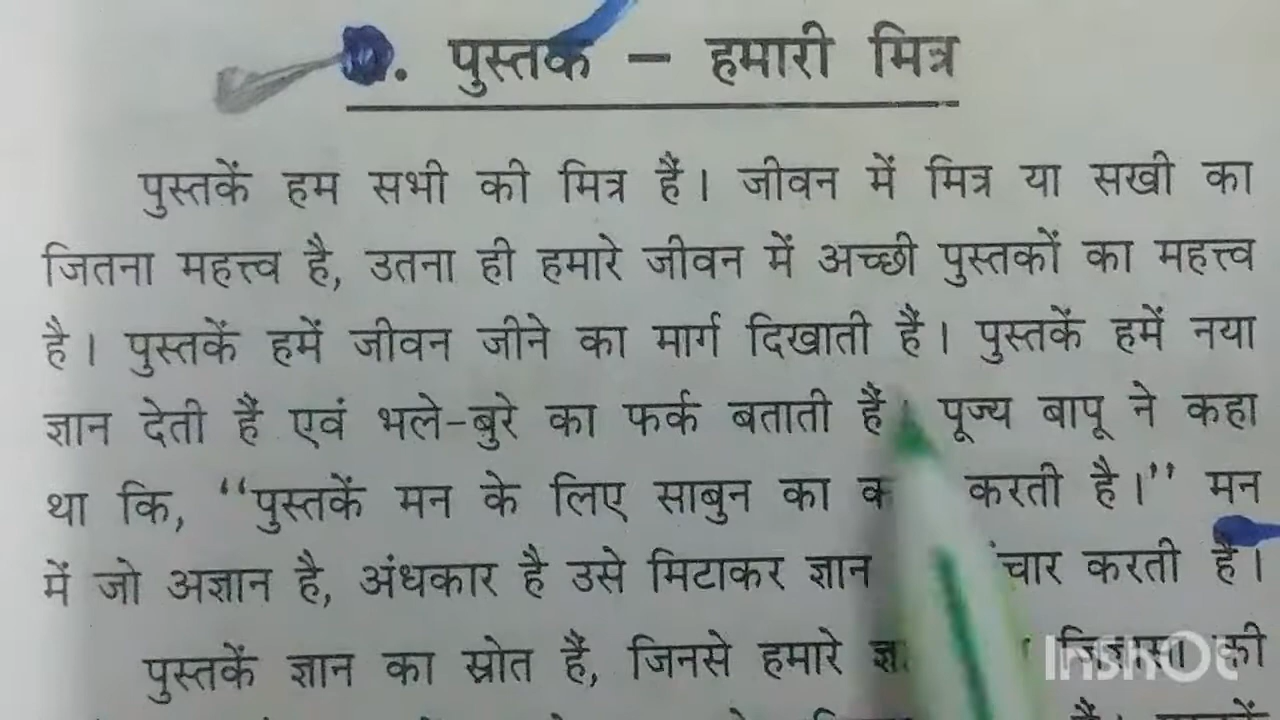 पुस्तक – हमारी मित्र
पुस्तकें हम सभी की मित्र हैं। जीवन में मित्र या सखी का
जितना महत्त्व है, उतना ही हमारे जीवन में अच्छी पुस्तकों का महत्त्व
है। पुस्तकें हमें जीवन जीने का मार्ग दिखाती हैं। पुस्तकें हमें नया
ज्ञान देती हैं एवं भले-बुरे का फर्क बताती हैं। पूज्य बापू ने कहा
था कि, “पुस्तकें मन के लिए साबुन का करती है।” मन
में जो अज्ञान है, अंधकार है उसे मिटाकर ज्ञान करती हैं।
पुस्तकें ज्ञान का स्रोत हैं, जिनसे हमारे जिज्ञासा की
INSHOT